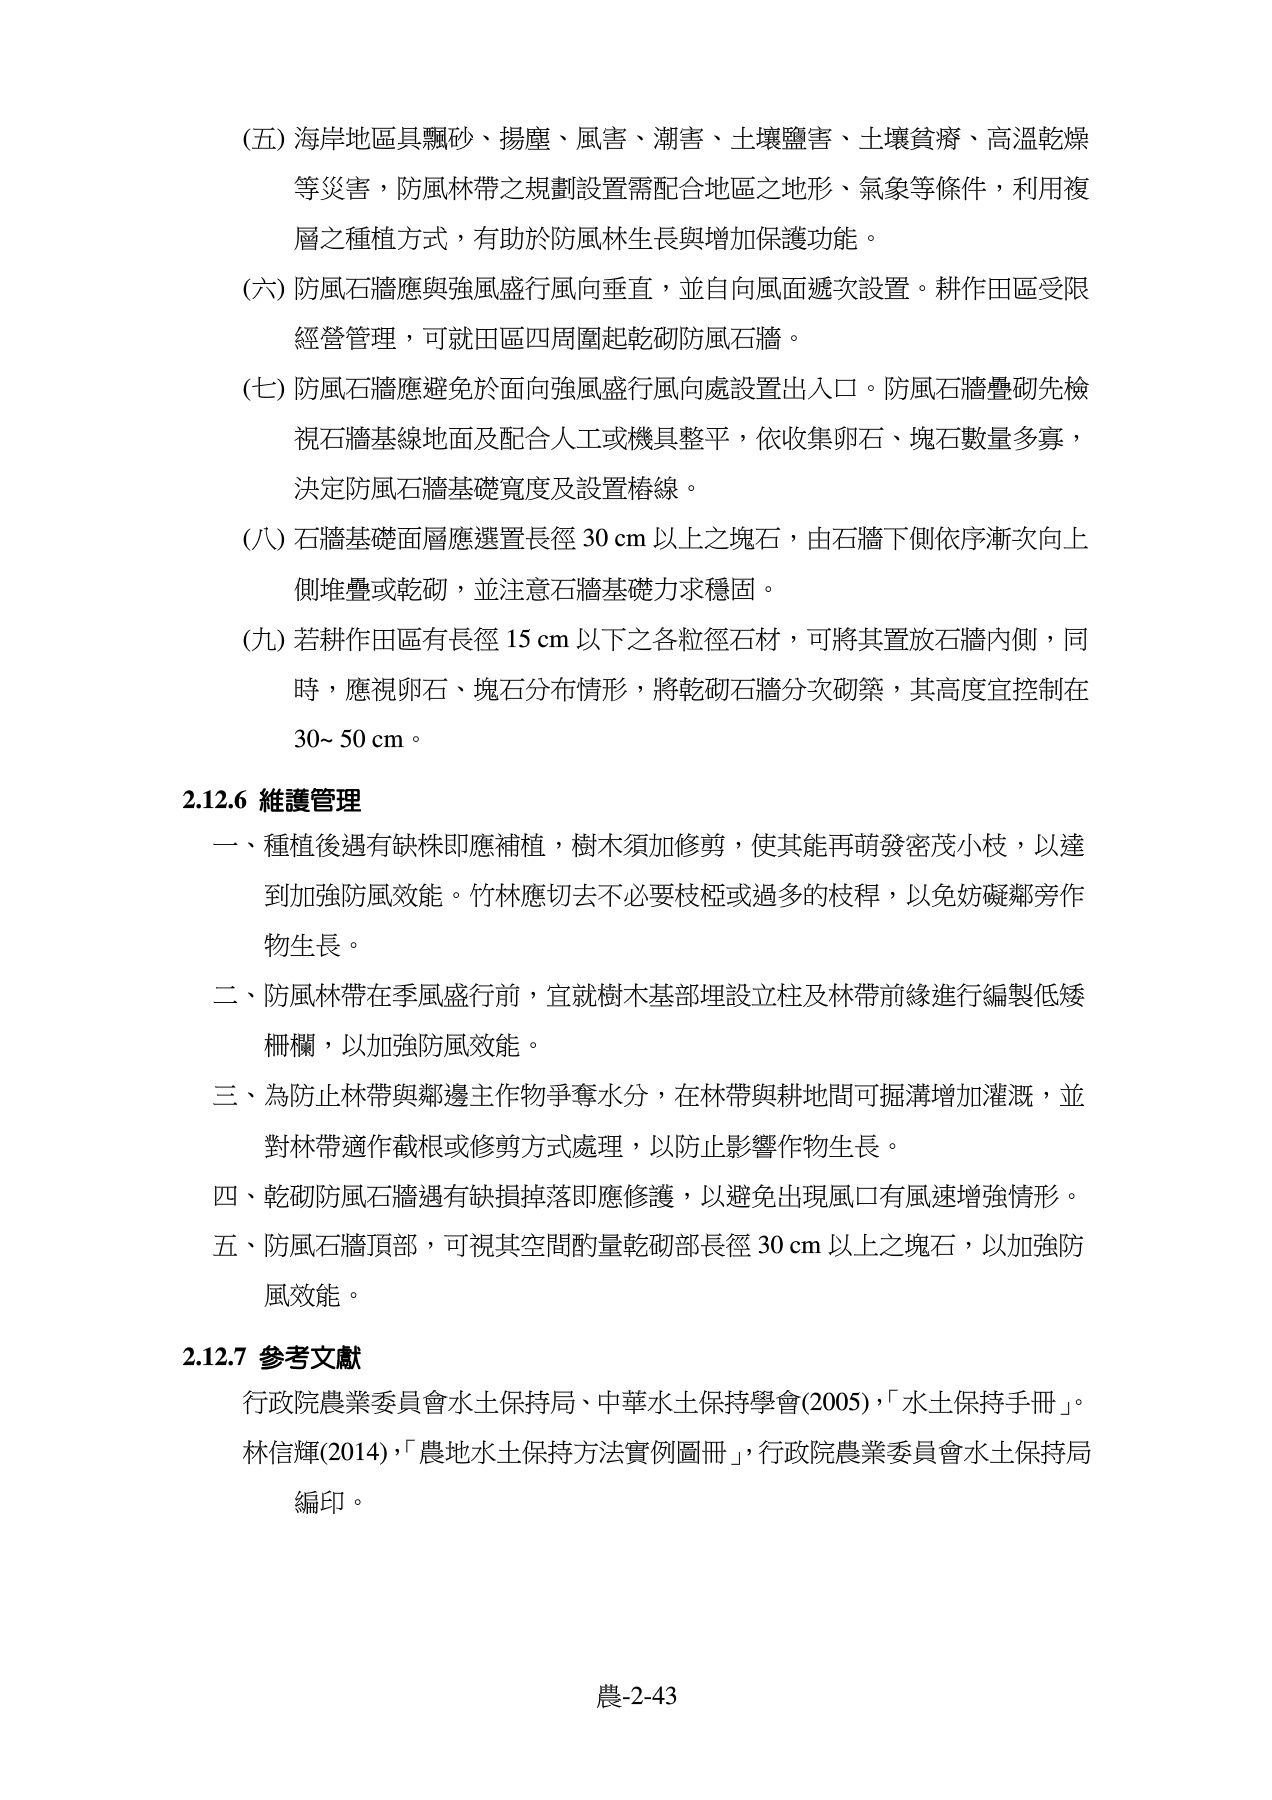 (五) 海岸地區具飄砂、揚塵、風害、潮害、土壤鹽害、土壤貧瘠、高溫乾燥
等災害，防風林帶之規劃設置需配合地區之地形、氣象等條件，利用複
層之種植方式，有助於防風林生長與增加保護功能。
(六) 防風石牆應與強風盛行風向垂直，並自向風面遞次設置。耕作田區受限
經營管理，可就田區四周圍起乾砌防風石牆。
(七) 防風石牆應避免於面向強風盛行風向處設置出入口。防風石牆疊砌先檢
視石牆基線地面及配合人工或機具整平，依收集卵石、塊石數量多寡，
決定防風石牆基礎寬度及設置樁線。
(八) 石牆基礎面層應選置長徑 30 cm 以上之塊石，由石牆下側依序漸次向上
側堆疊或乾砌，並注意石牆基礎力求穩固。
(九) 若耕作田區有長徑 15 cm 以下之各粒徑石材，可將其置放石牆內側，同
時，應視卵石、塊石分布情形，將乾砌石牆分次砌築，其高度宜控制在
30~ 50 cm。
2.12.6 維護管理
一、種植後遇有缺株即應補植，樹木須加修剪，使其能再萌發密茂小枝，以達
到加強防風效能。竹林應切去不必要枝椏或過多的枝稈，以免妨礙鄰旁作
物生長。
二、防風林帶在季風盛行前，宜就樹木基部埋設立柱及林帶前緣進行編製低矮
柵欄，以加強防風效能。
三、為防止林帶與鄰邊主作物爭奪水分，在林帶與耕地間可掘溝增加灌溉，並
對林帶適作截根或修剪方式處理，以防止影響作物生長。
四、乾砌防風石牆遇有缺損掉落即應修護，以避免出現風口有風速增強情形。
五、防風石牆頂部，可視其空間酌量乾砌部長徑 30 cm 以上之塊石，以加強防
風效能。
2.12.7 參考文獻
行政院農業委員會水土保持局、中華水土保持學會(2005)，「水土保持手冊」。
林信輝(2014)，「農地水土保持方法實例圖冊」，行政院農業委員會水土保持局
編印。
農-2-43